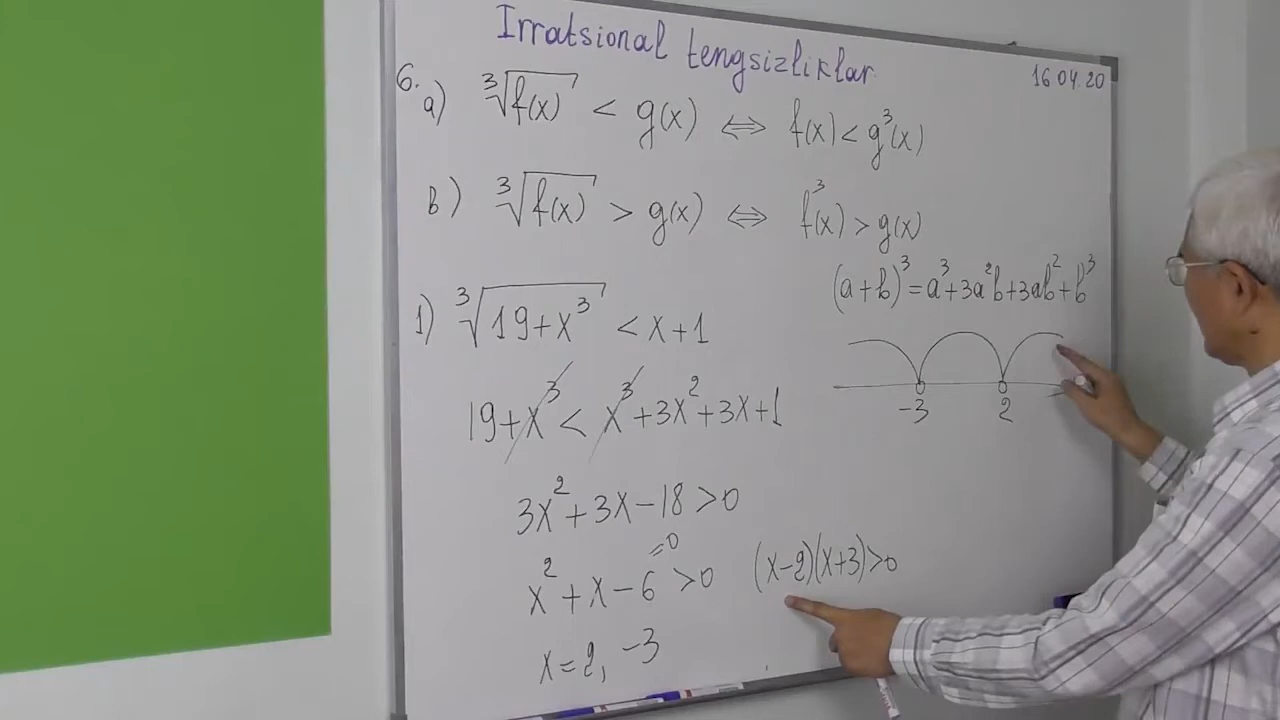 Irratsional tengsizliklar
16 04.20
6. a) ∛f(x) < g(x) ⇔ f(x) < g³(x)
b) ∛f(x) > g(x) ⇔ f³(x) > g(x)
(a+b)³ = a³+3a²b+3ab²+b³
1) ∛(19+x³) < x+1
-3 2
19+x³ < x³+3x²+3x+1
3x²+3x-18>0
=0
x²+x-6>0 (x-2)(x+3)>0
x=2, -3